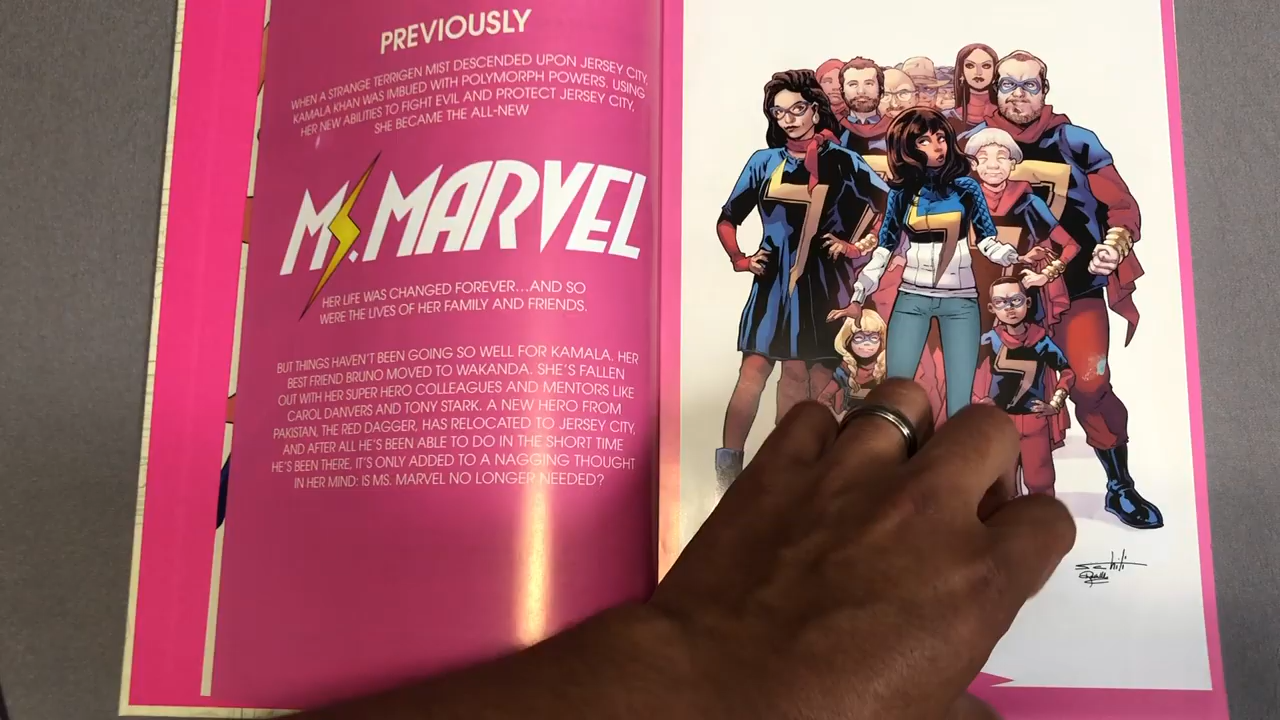 PREVIOUSLY
WHEN A STRANGE TERRIGEN MIST DESCENDED UPON JERSEY CITY,
KAMALA KHAN WAS IMBUED WITH POLYMORPH POWERS. USING
HER NEW ABILITIES TO FIGHT EVIL AND PROTECT JERSEY CITY,
SHE BECAME THE ALL-NEW
MS. MARVEL
HER LIFE WAS CHANGED FOREVER...AND SO
WERE THE LIVES OF HER FAMILY AND FRIENDS.
BUT THINGS HAVEN'T BEEN GOING SO WELL FOR KAMALA. HER
BEST FRIEND BRUNO MOVED TO WAKANDA. SHE'S FALLEN
OUT WITH HER SUPER HERO COLLEAGUES AND MENTORS LIKE
CAROL DANVERS AND TONY STARK. A NEW HERO FROM
PAKISTAN, THE RED DAGGER, HAS RELOCATED TO JERSEY CITY,
AND AFTER ALL HE'S BEEN ABLE TO DO IN THE SHORT TIME
HE'S BEEN THERE, IT'S ONLY ADDED TO A NAGGING THOUGHT
IN HER MIND: IS MS. MARVEL NO LONGER NEEDED?